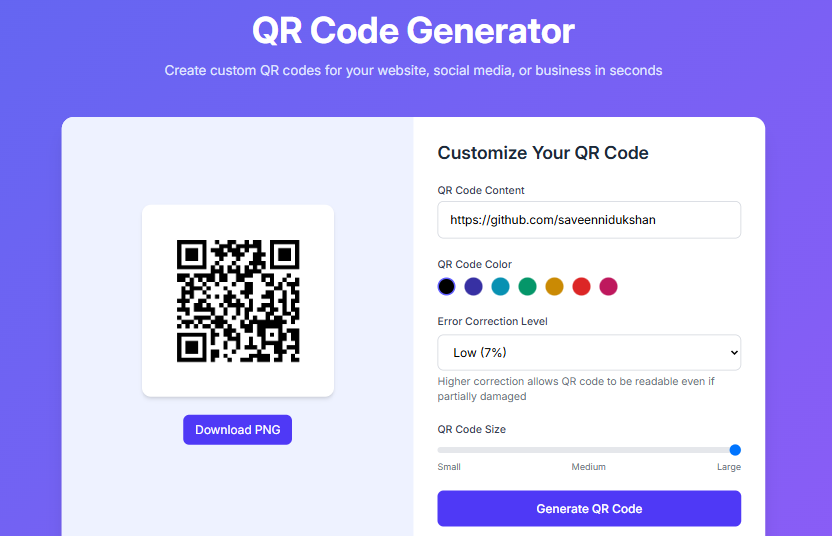 QR Code Generator
Create custom QR codes for your website, social media, or business in seconds
Download PNG
Customize Your QR Code
QR Code Content
https://github.com/saveennidukshan
QR Code Color
Error Correction Level
Low (7%)
Higher correction allows QR code to be readable even if
partially damaged
QR Code Size
Small Medium Large
Generate QR Code